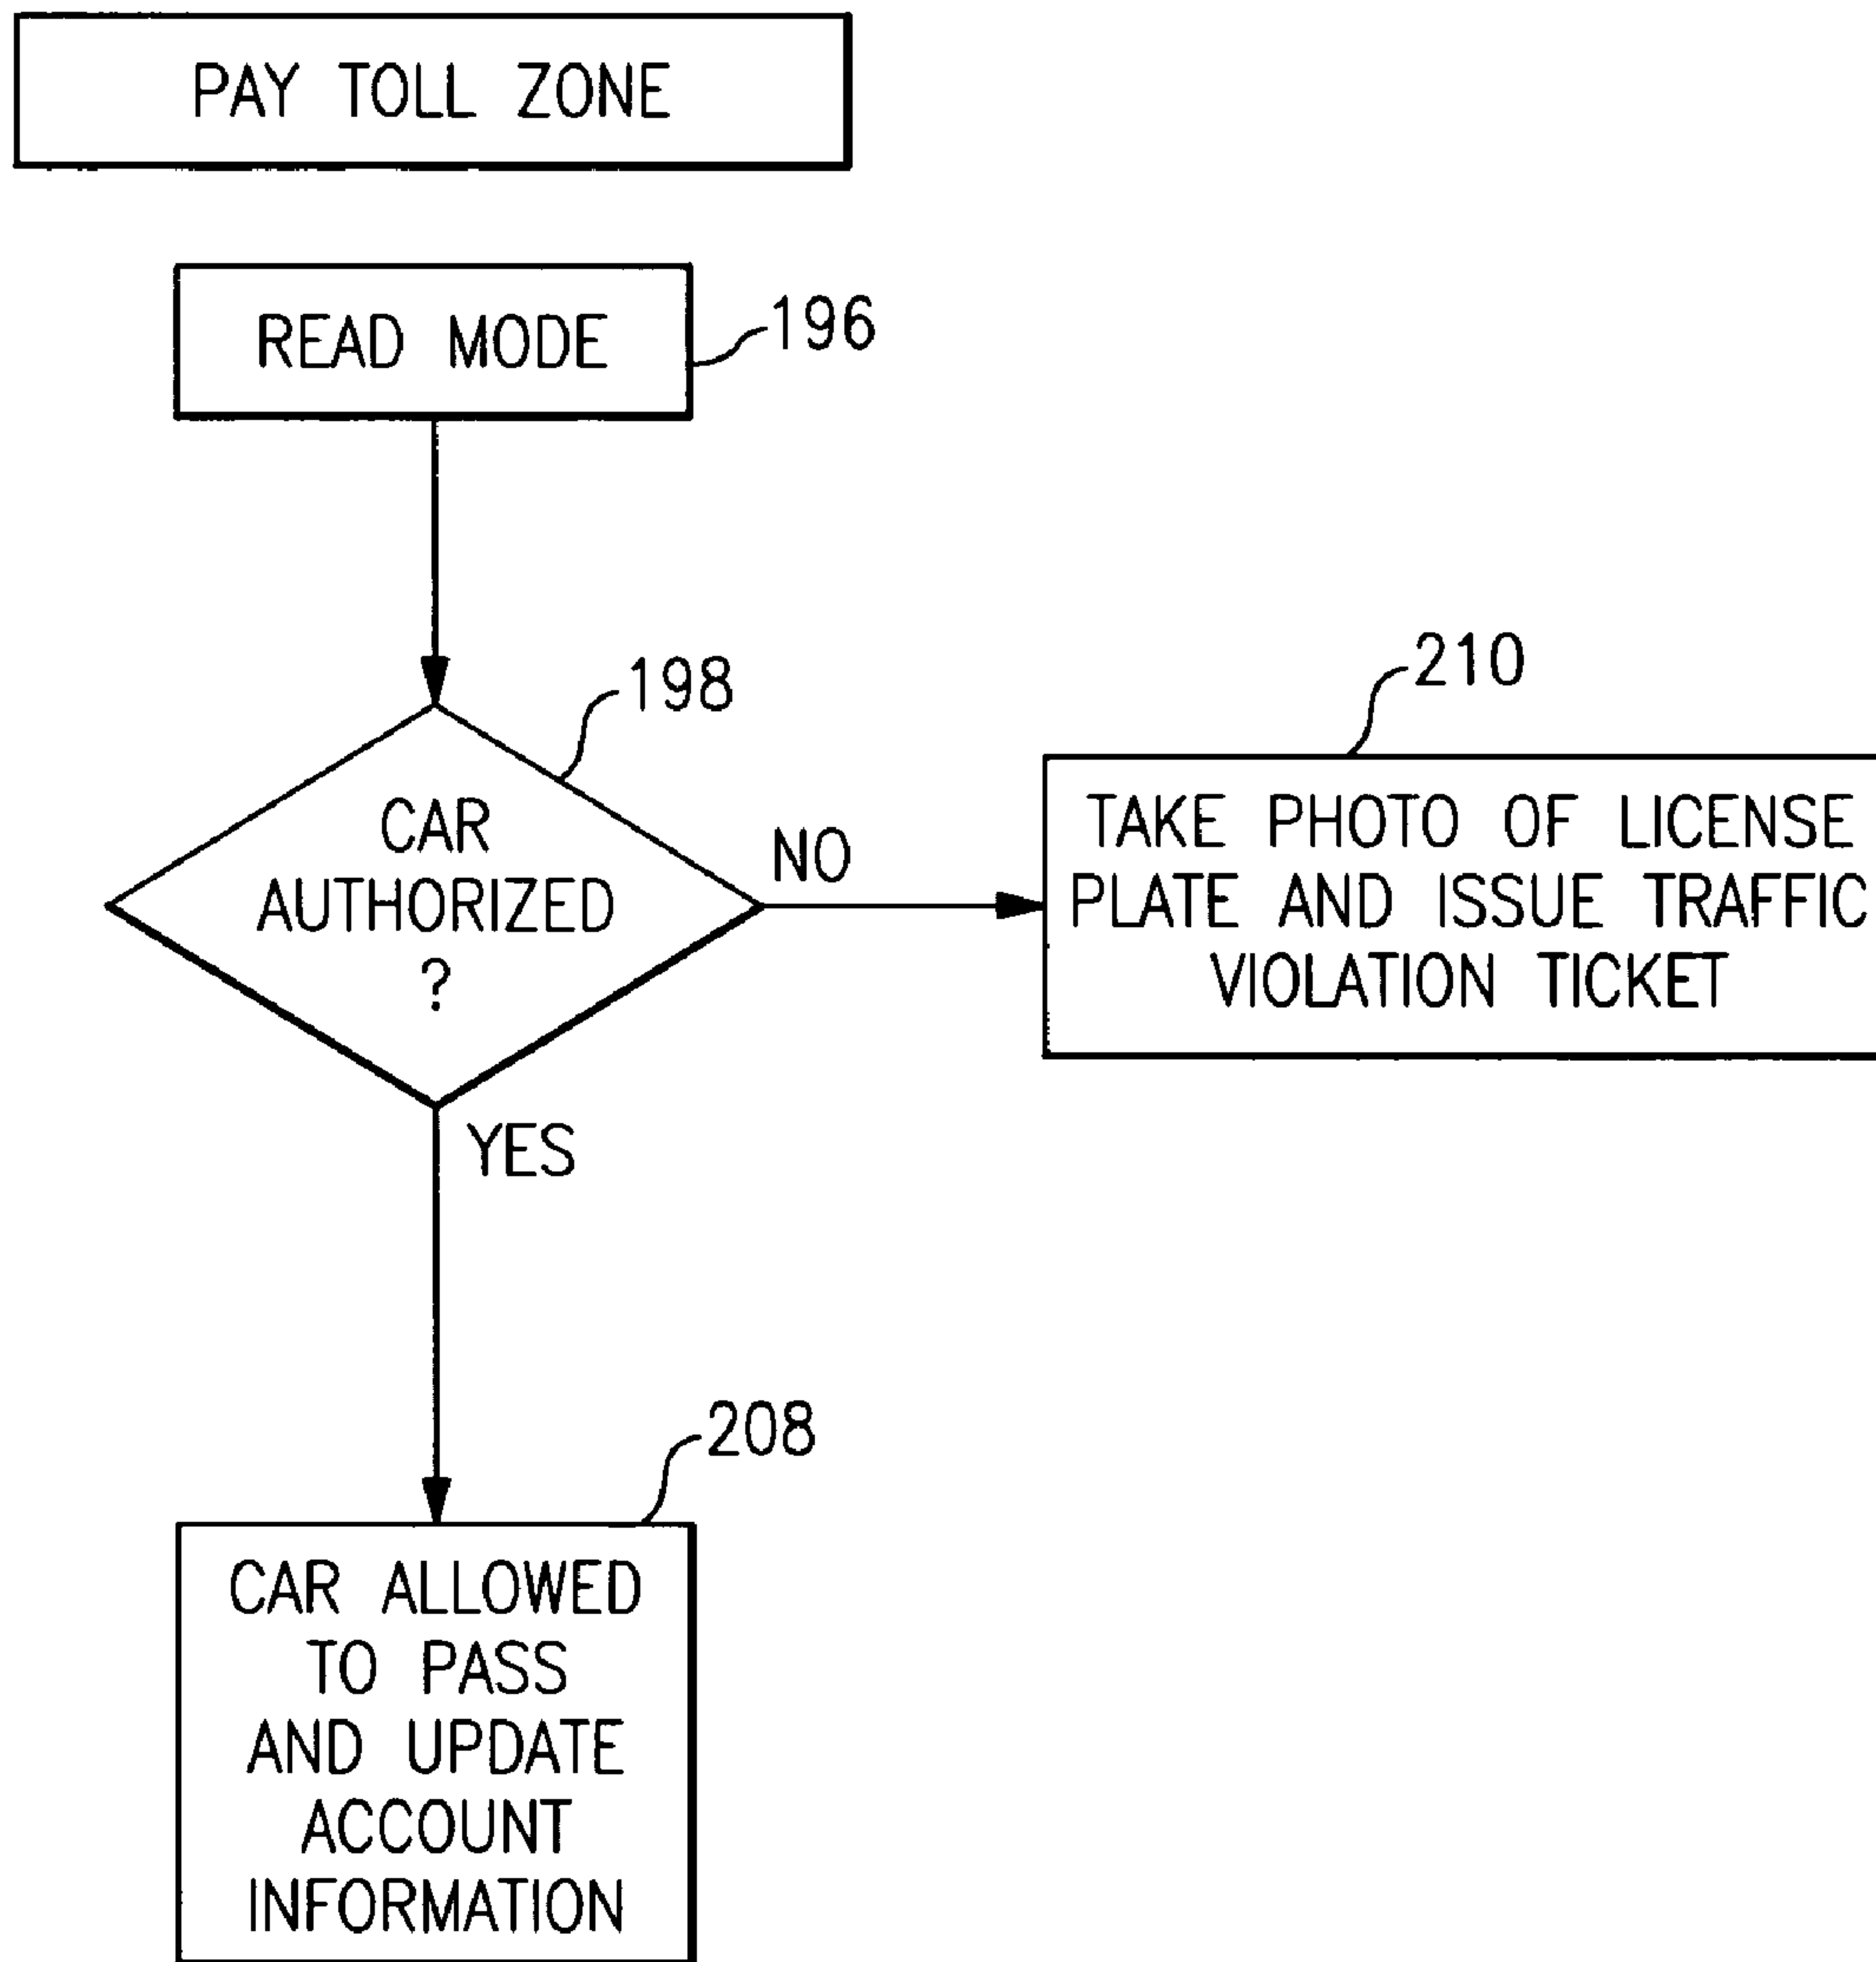 PAY TOLL ZONE
READ MODE
196
198
CAR
AUTHORIZED
?
NO
210
TAKE PHOTO OF LICENSE
PLATE AND ISSUE TRAFFIC
VIOLATION TICKET
YES
208
CAR ALLOWED
TO PASS
AND UPDATE
ACCOUNT
INFORMATION